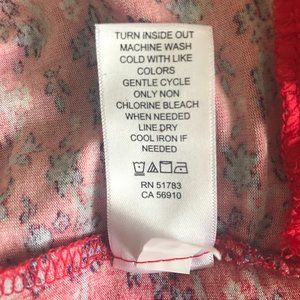 TURN INSIDE OUT
MACHINE WASH
COLD WITH LIKE
COLORS
GENTLE CYCLE
ONLY NON
CHLORINE BLEACH
WHEN NEEDED
LINE DRY
COOL IRON IF
NEEDED
RN 51783
CA 56910